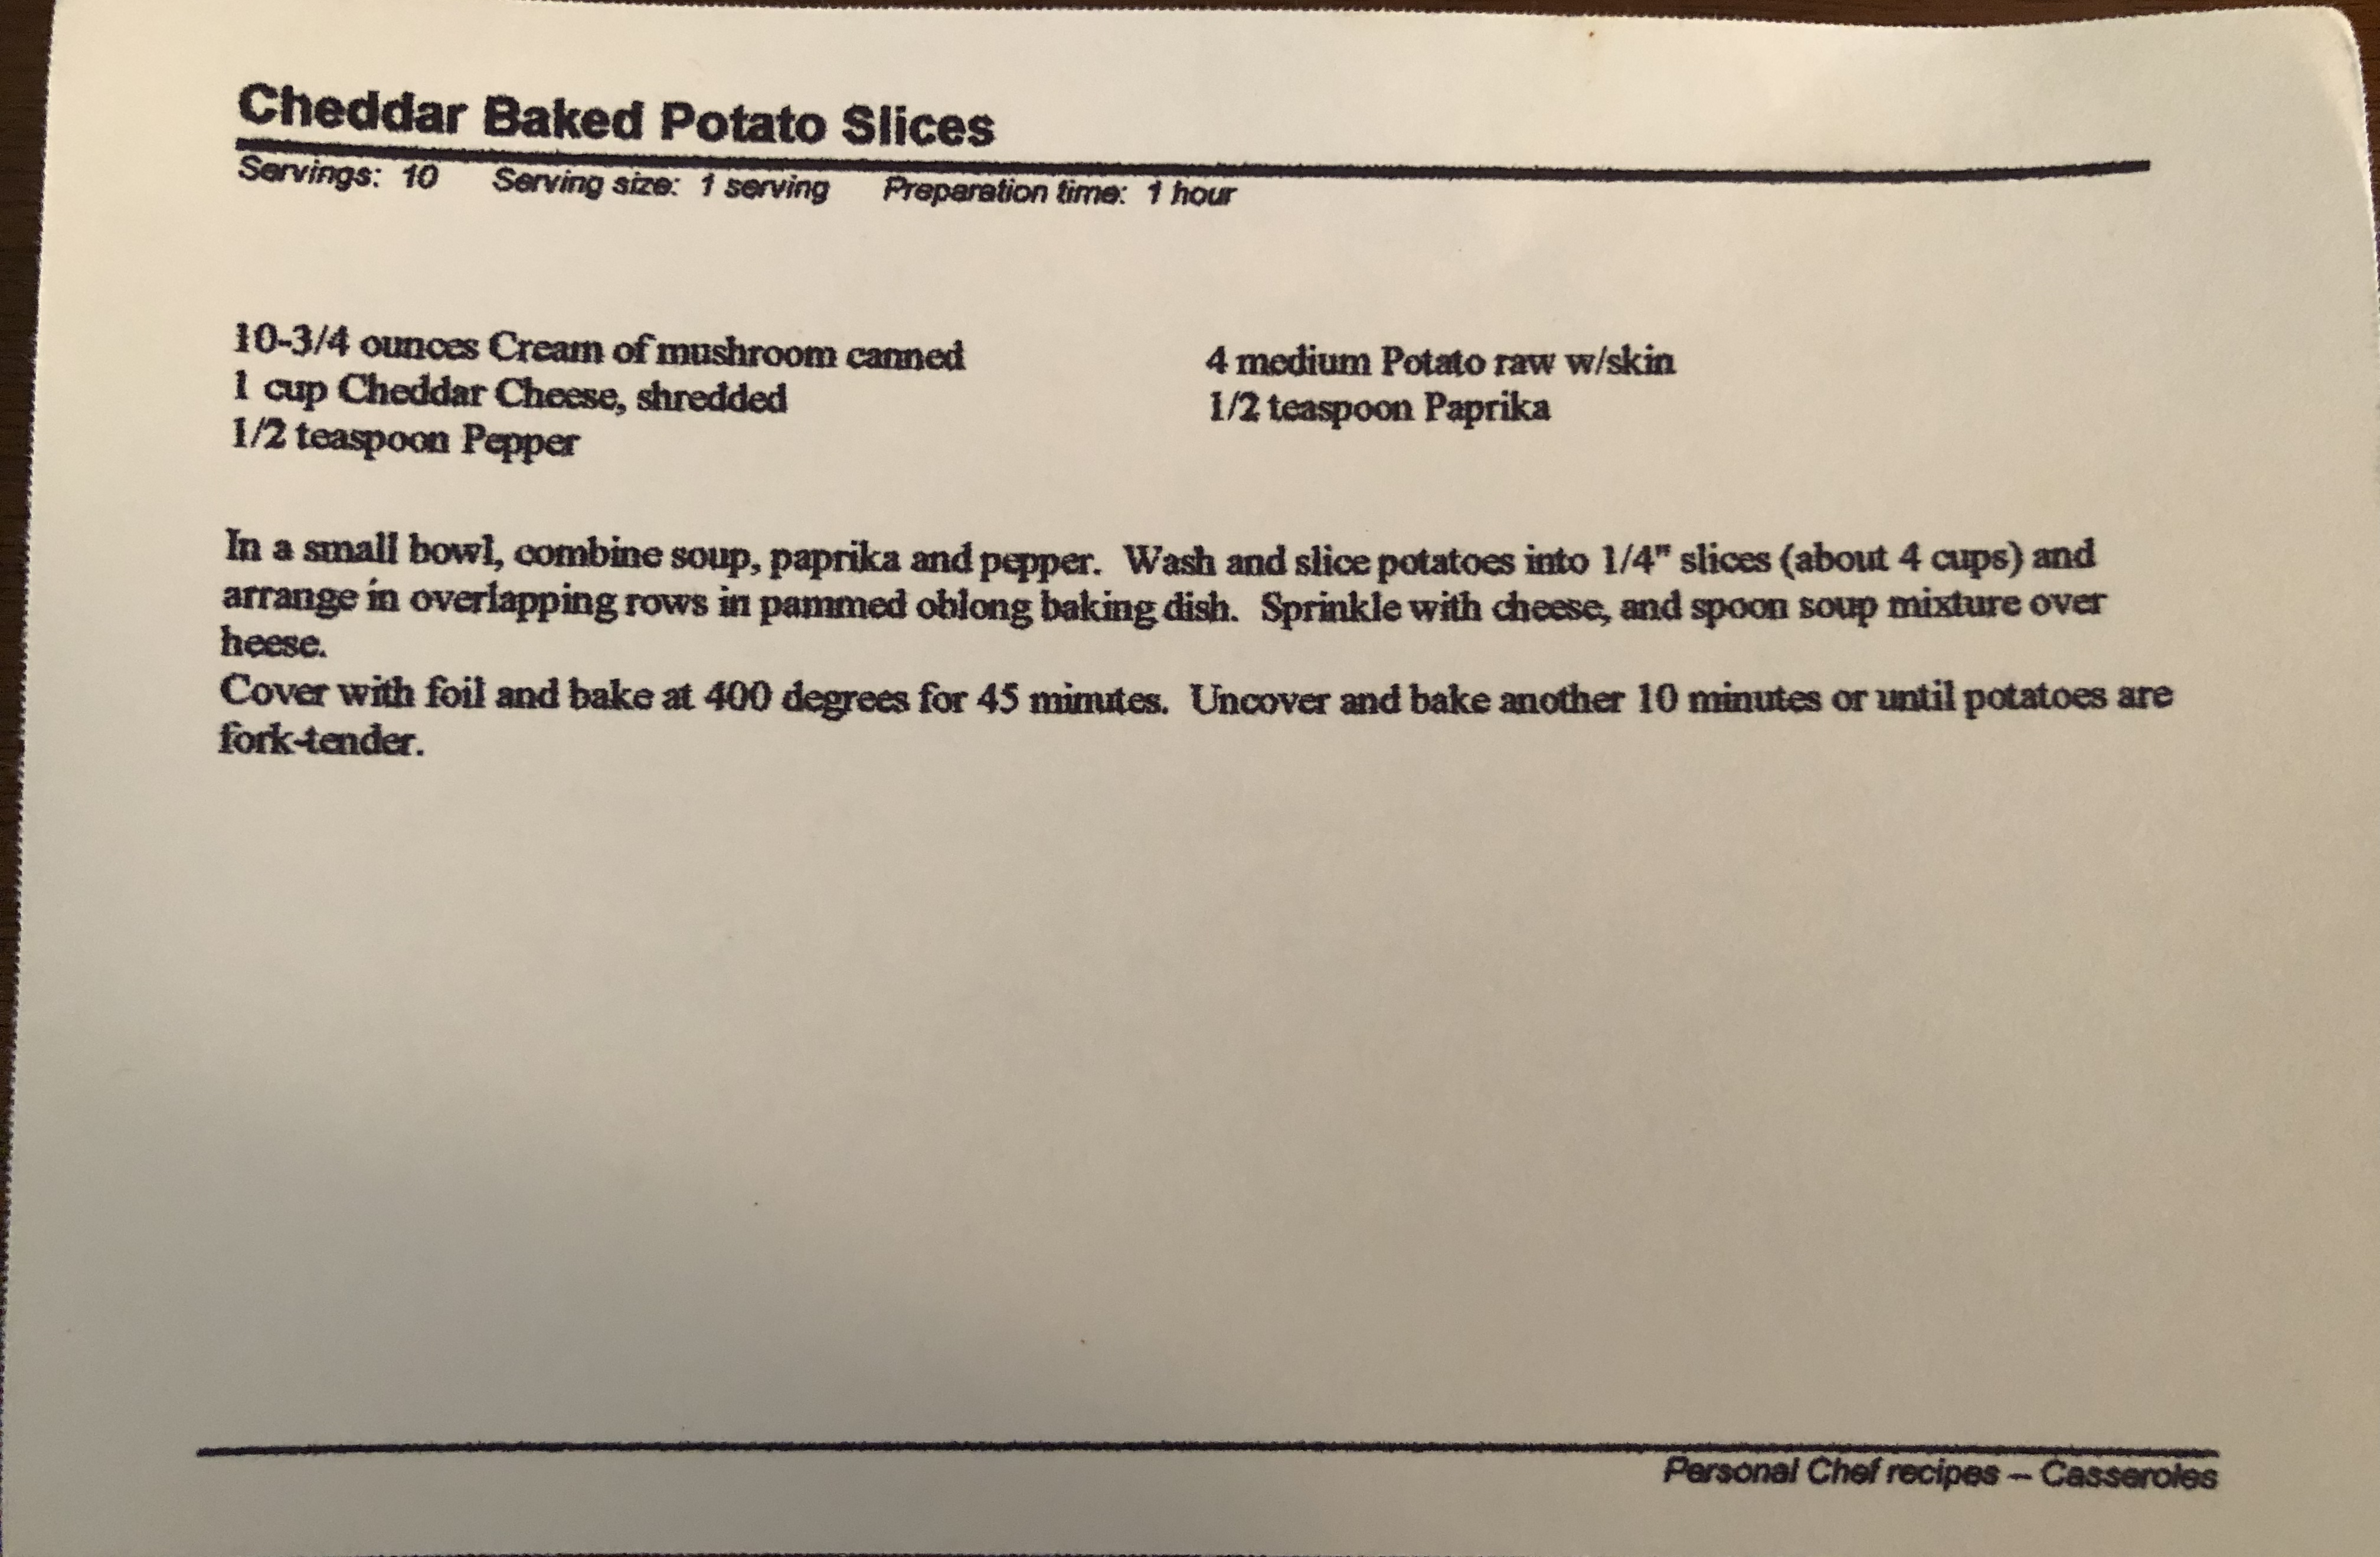 Cheddar Baked Potato Slices
Servings: 10 Serving size: 1 serving Preparation time: 1 hour
10-3/4 ounces Cream of mushroom canned
1 cup Cheddar Cheese, shredded
1/2 teaspoon Pepper
4 medium Potato raw w/skin
1/2 teaspoon Paprika
In a small bowl, combine soup, paprika and pepper. Wash and slice potatoes into 1/4" slices (about 4 cups) and
arrange in overlapping rows in pammed oblong baking dish. Sprinkle with cheese, and spoon soup mixture over
heese.
Cover with foil and bake at 400 degrees for 45 minutes. Uncover and bake another 10 minutes or until potatoes are
fork-tender.
Personal Chef recipes -- Casseroles